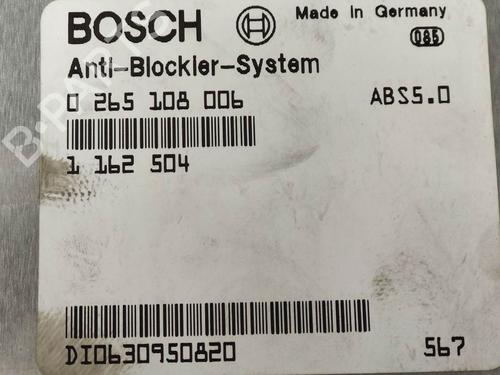 BOSCH
Made in Germany
085
Anti-Blockier-System
0 265 108 006
ABS5.0
1 162 504
DI0630950820
567
B-PARTS